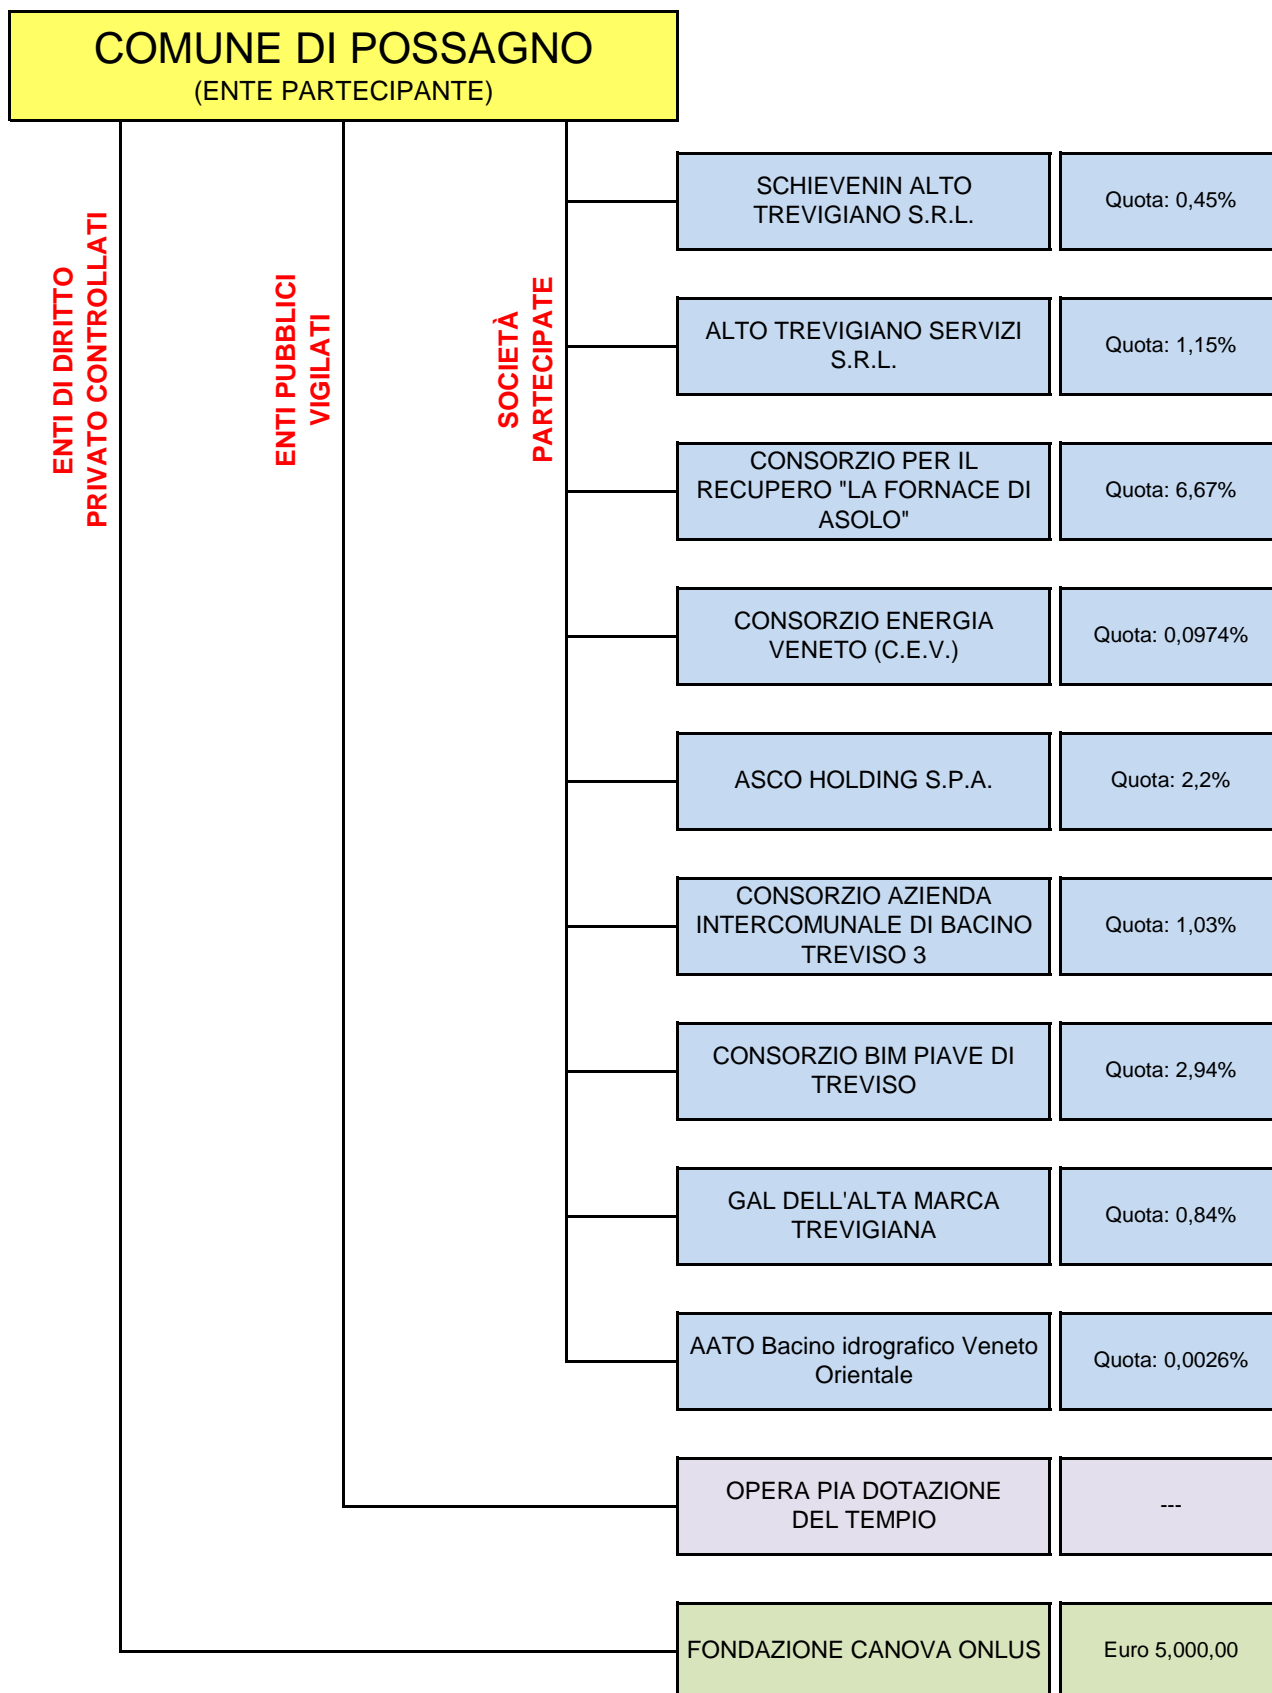 COMUNE DI POSSAGNO
(ENTE PARTECIPANTE)
ENTI DI DIRITTO
PRIVATO CONTROLLATI
ENTI PUBBLICI
VIGILATI
SOCIETÀ
PARTECIPATE
SCHIEVENIN ALTO
TREVIGIANO S.R.L.
Quota: 0,45%
ALTO TREVIGIANO SERVIZI
S.R.L.
Quota: 1,15%
CONSORZIO PER IL
RECUPERO "LA FORNACE DI
ASOLO"
Quota: 6,67%
CONSORZIO ENERGIA
VENETO (C.E.V.)
Quota: 0,0974%
ASCO HOLDING S.P.A.
Quota: 2,2%
CONSORZIO AZIENDA
INTERCOMUNALE DI BACINO
TREVISO 3
Quota: 1,03%
CONSORZIO BIM PIAVE DI
TREVISO
Quota: 2,94%
GAL DELL'ALTA MARCA
TREVIGIANA
Quota: 0,84%
AATO Bacino idrografico Veneto
Orientale
Quota: 0,0026%
OPERA PIA DOTAZIONE
DEL TEMPIO
---
FONDAZIONE CANOVA ONLUS
Euro 5,000,00